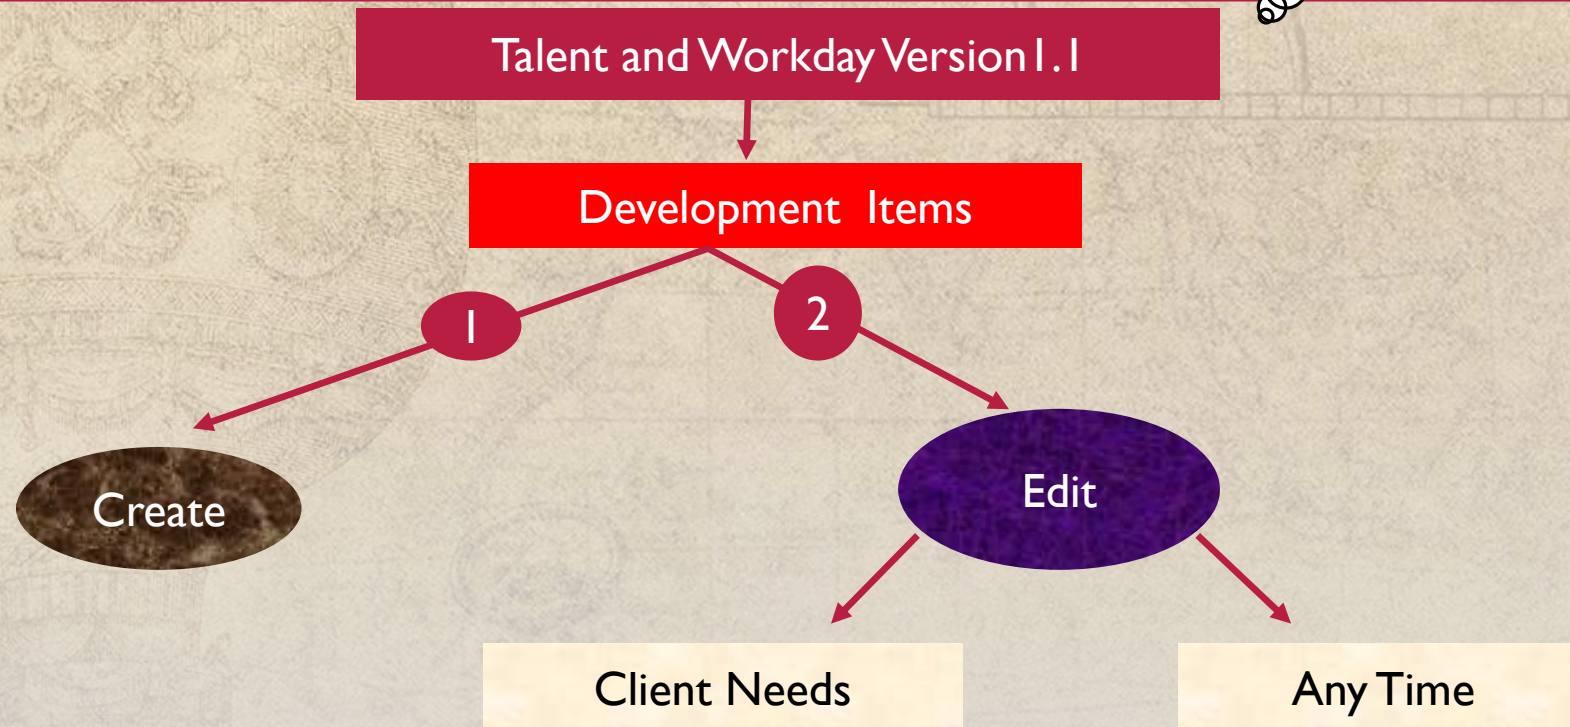 Talent and Workday Version1.1
Development Items
1
2
Create
Edit
Client Needs
Any Time